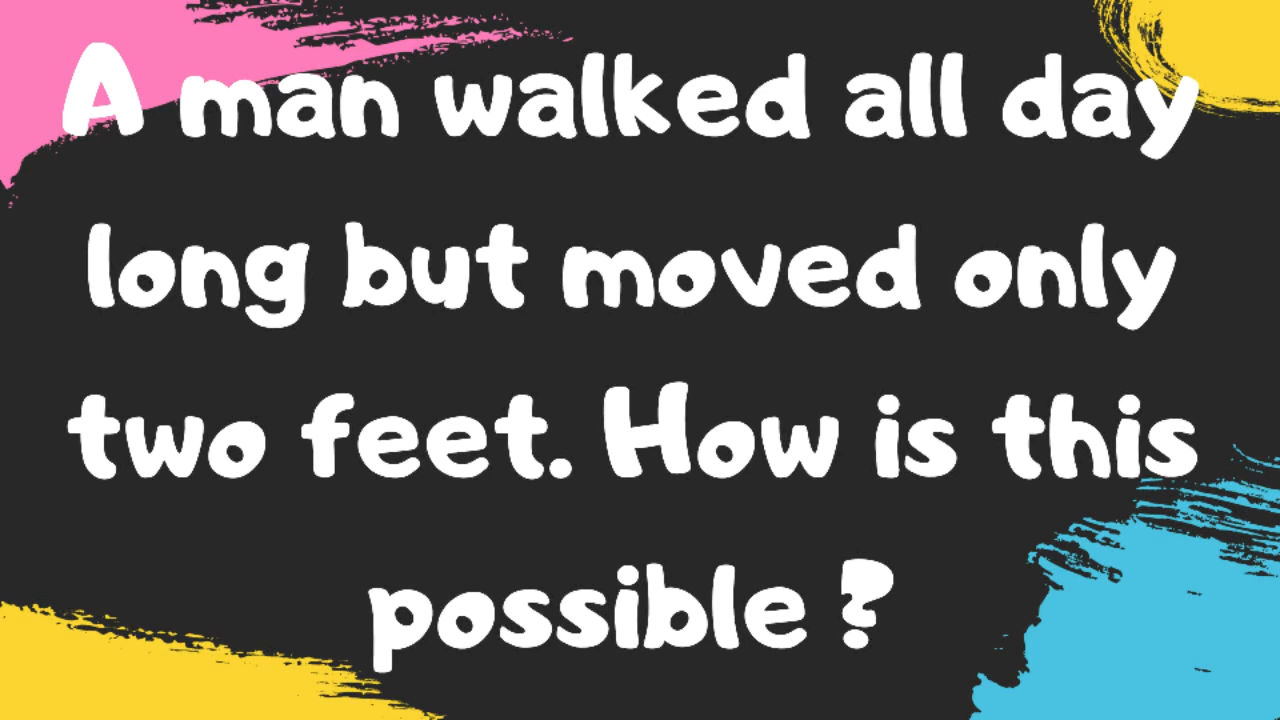 A man walked all day
long but moved only
two feet. How is this
possible ?